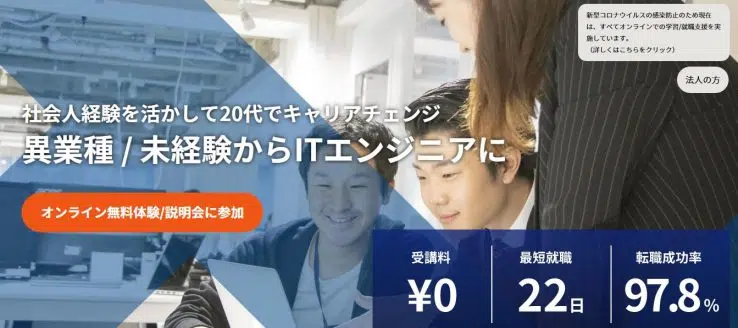 新型コロナウイルスの感染防止のため現在
は、すべてオンラインでの学習/就職支援を実
施しています。
（詳しくはこちらをクリック）
法人の方
社会人経験を活かして20代でキャリアチェンジ
異業種 / 未経験からITエンジニアに
オンライン無料体験/説明会に参加
受講料
¥0
最短就職
22日
転職成功率
97.8%